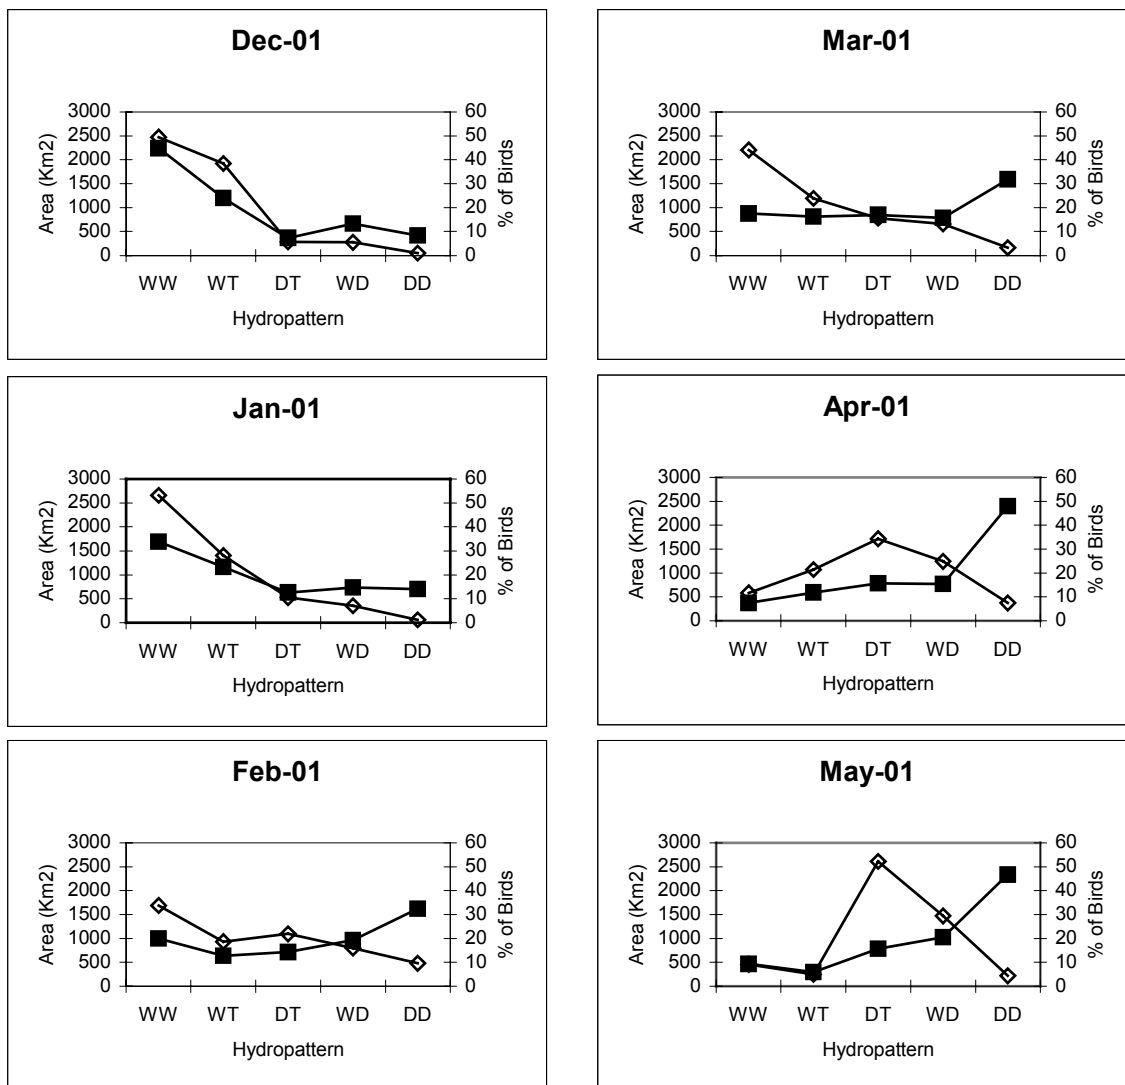 Dec-01
Area (Km2)
3000
2500
2000
1500
1000
500
0
60
50
40
30
20
10
0
% of Birds
WW WT DT WD DD
Hydropattern
Mar-01
Area (Km2)
3000
2500
2000
1500
1000
500
0
60
50
40
30
20
10
0
% of Birds
WW WT DT WD DD
Hydropattern
Jan-01
Area (Km2)
3000
2500
2000
1500
1000
500
0
60
50
40
30
20
10
0
% of Birds
WW WT DT WD DD
Hydropattern
Apr-01
Area (Km2)
3000
2500
2000
1500
1000
500
0
60
50
40
30
20
10
0
% of Birds
WW WT DT WD DD
Hydropattern
Feb-01
Area (Km2)
3000
2500
2000
1500
1000
500
0
60
50
40
30
20
10
0
% of Birds
WW WT DT WD DD
Hydropattern
May-01
Area (Km2)
3000
2500
2000
1500
1000
500
0
60
50
40
30
20
10
0
% of Birds
WW WT DT WD DD
Hydropattern